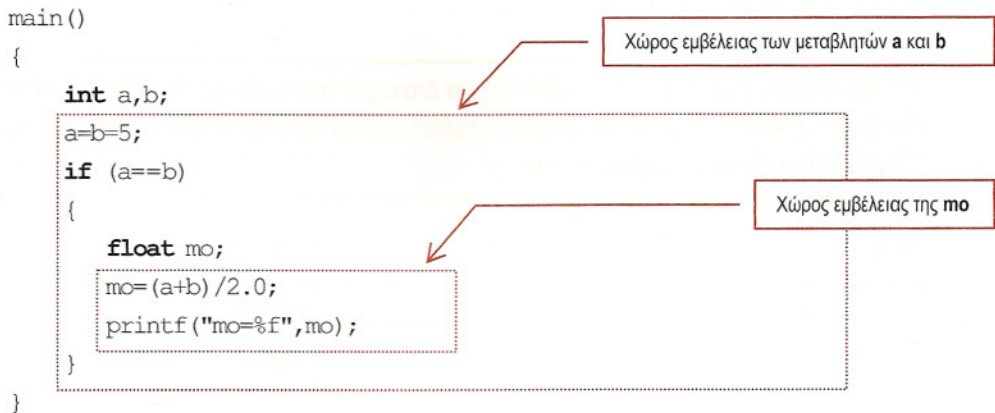 main()
Χώρος εμβέλειας των μεταβλητών a και b
{
int a,b;
a=b=5;
if (a==b)
{
Χώρος εμβέλειας της mo
float mo;
mo=(a+b)/2.0;
printf("mo=%f",mo);
}
}